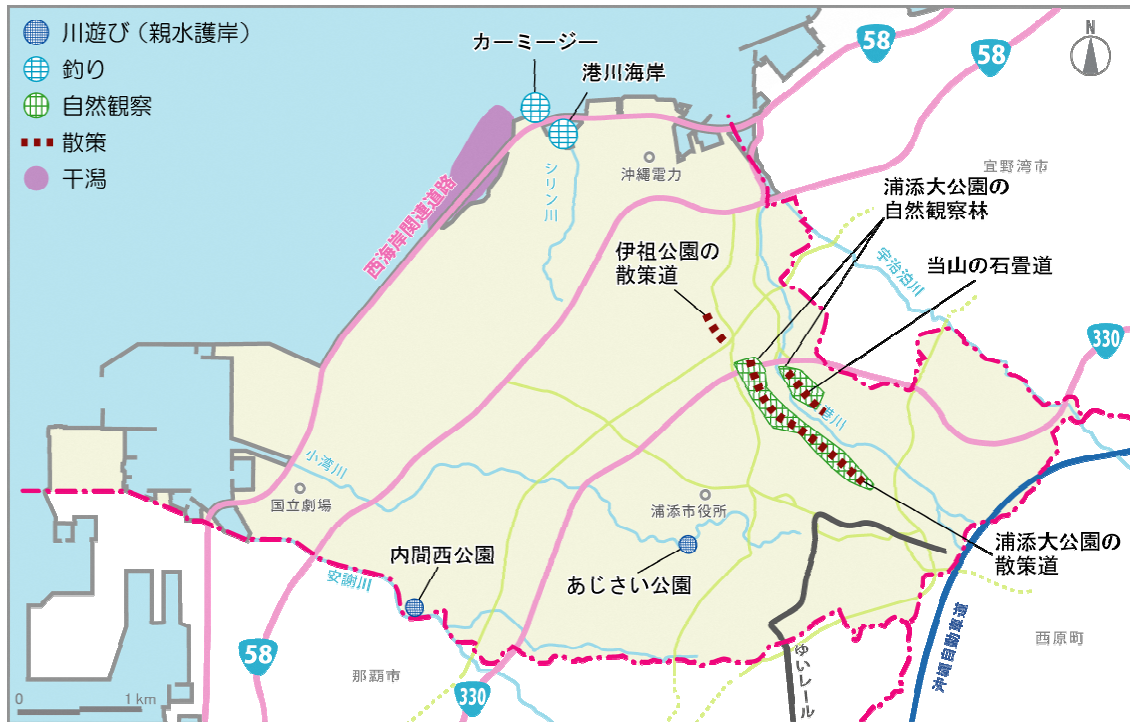 川遊び（親水護岸）
釣り
自然観察
散策
干潟
カーミージー
港川海岸
58
58
N
シリン川
沖縄電力
宜野湾市
西海岸関連道路
浦添大公園の
自然観察林
伊祖公園の
散策道
宇治泊川
当山の石畳道
330
港川
小湾川
国立劇場
浦添市役所
内間西公園
あじさい公園
浦添大公園の
散策道
安謝川
58
那覇市
330
ゆいレール
沖縄自動車道
西原町
0
1 km